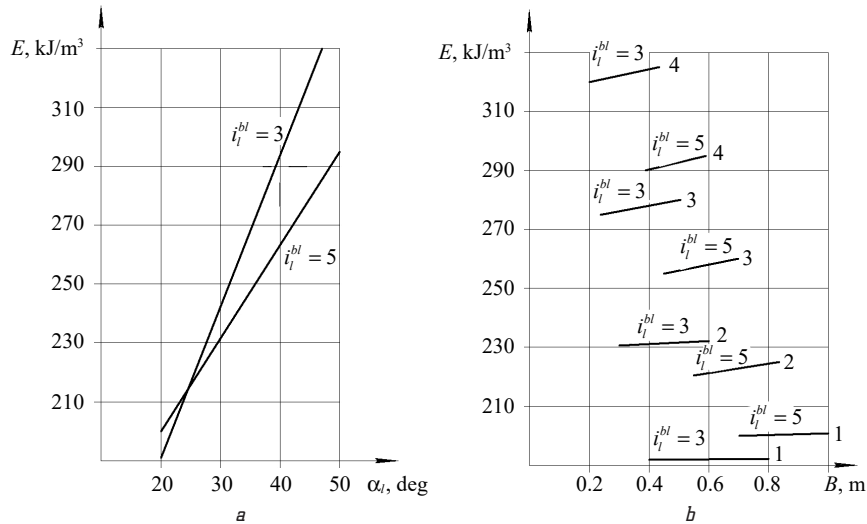 E, kJ/m³
310
290
270
250
230
210
i_l^{bl} = 3
i_l^{bl} = 5
20 30 40 50 α_l, deg
a
E, kJ/m³
310
290
270
250
230
210
i_l^{bl} = 3 4
i_l^{bl} = 5 4
i_l^{bl} = 3 3
i_l^{bl} = 5 3
i_l^{bl} = 3 2
i_l^{bl} = 5 2
i_l^{bl} = 5 1
i_l^{bl} = 3 1
0.2 0.4 0.6 0.8 B, m
b